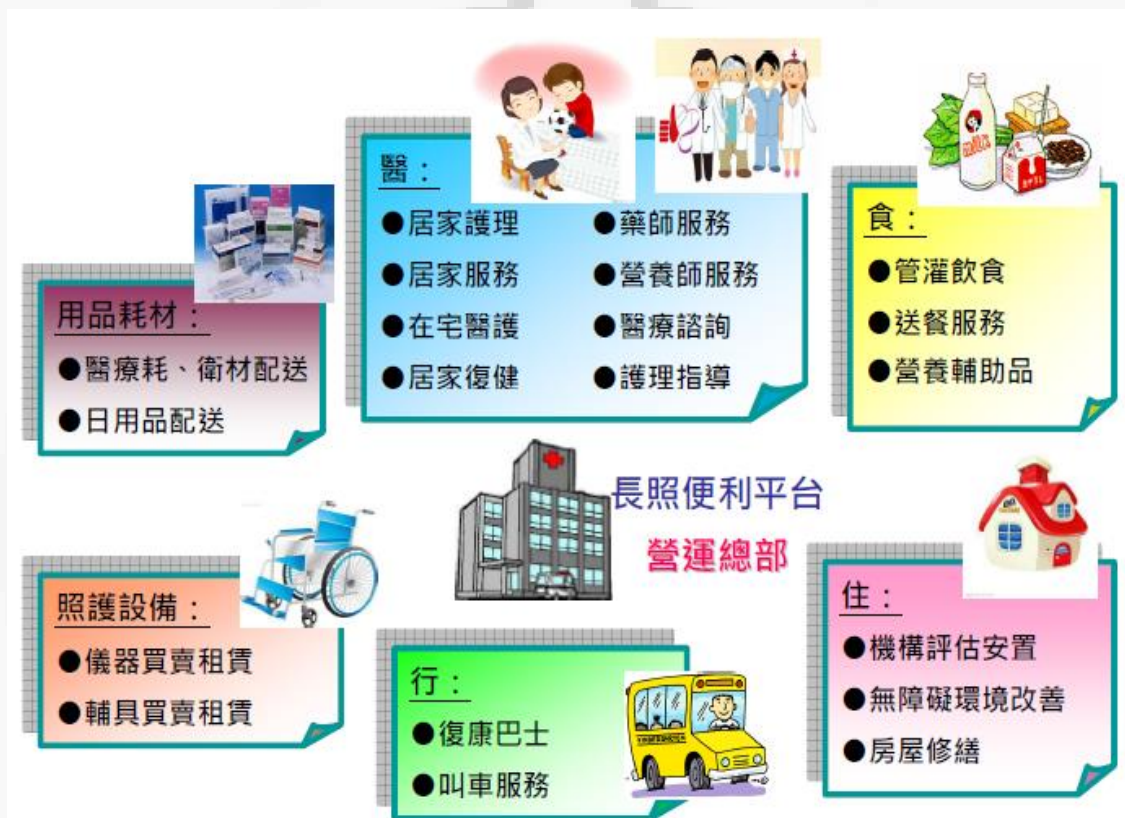 醫：
●居家護理 ●藥師服務
●居家服務 ●營養師服務
●在宅醫護 ●醫療諮詢
●居家復健 ●護理指導
食：
●管灌飲食
●送餐服務
●營養輔助品
用品耗材：
●醫療耗、衛材配送
●日用品配送
長照便利平台
營運總部
照護設備：
●儀器買賣租賃
●輔具買賣租賃
行：
●復康巴士
●叫車服務
住：
●機構評估安置
●無障礙環境改善
●房屋修繕